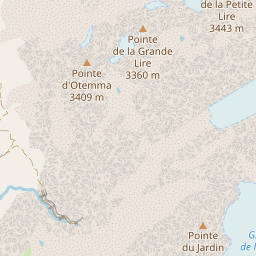 de la Petite
Lire
3443 m
Pointe
de la Grande
Lire
3360 m
Pointe
d'Otemma
3409 m
Pointe
du Jardin